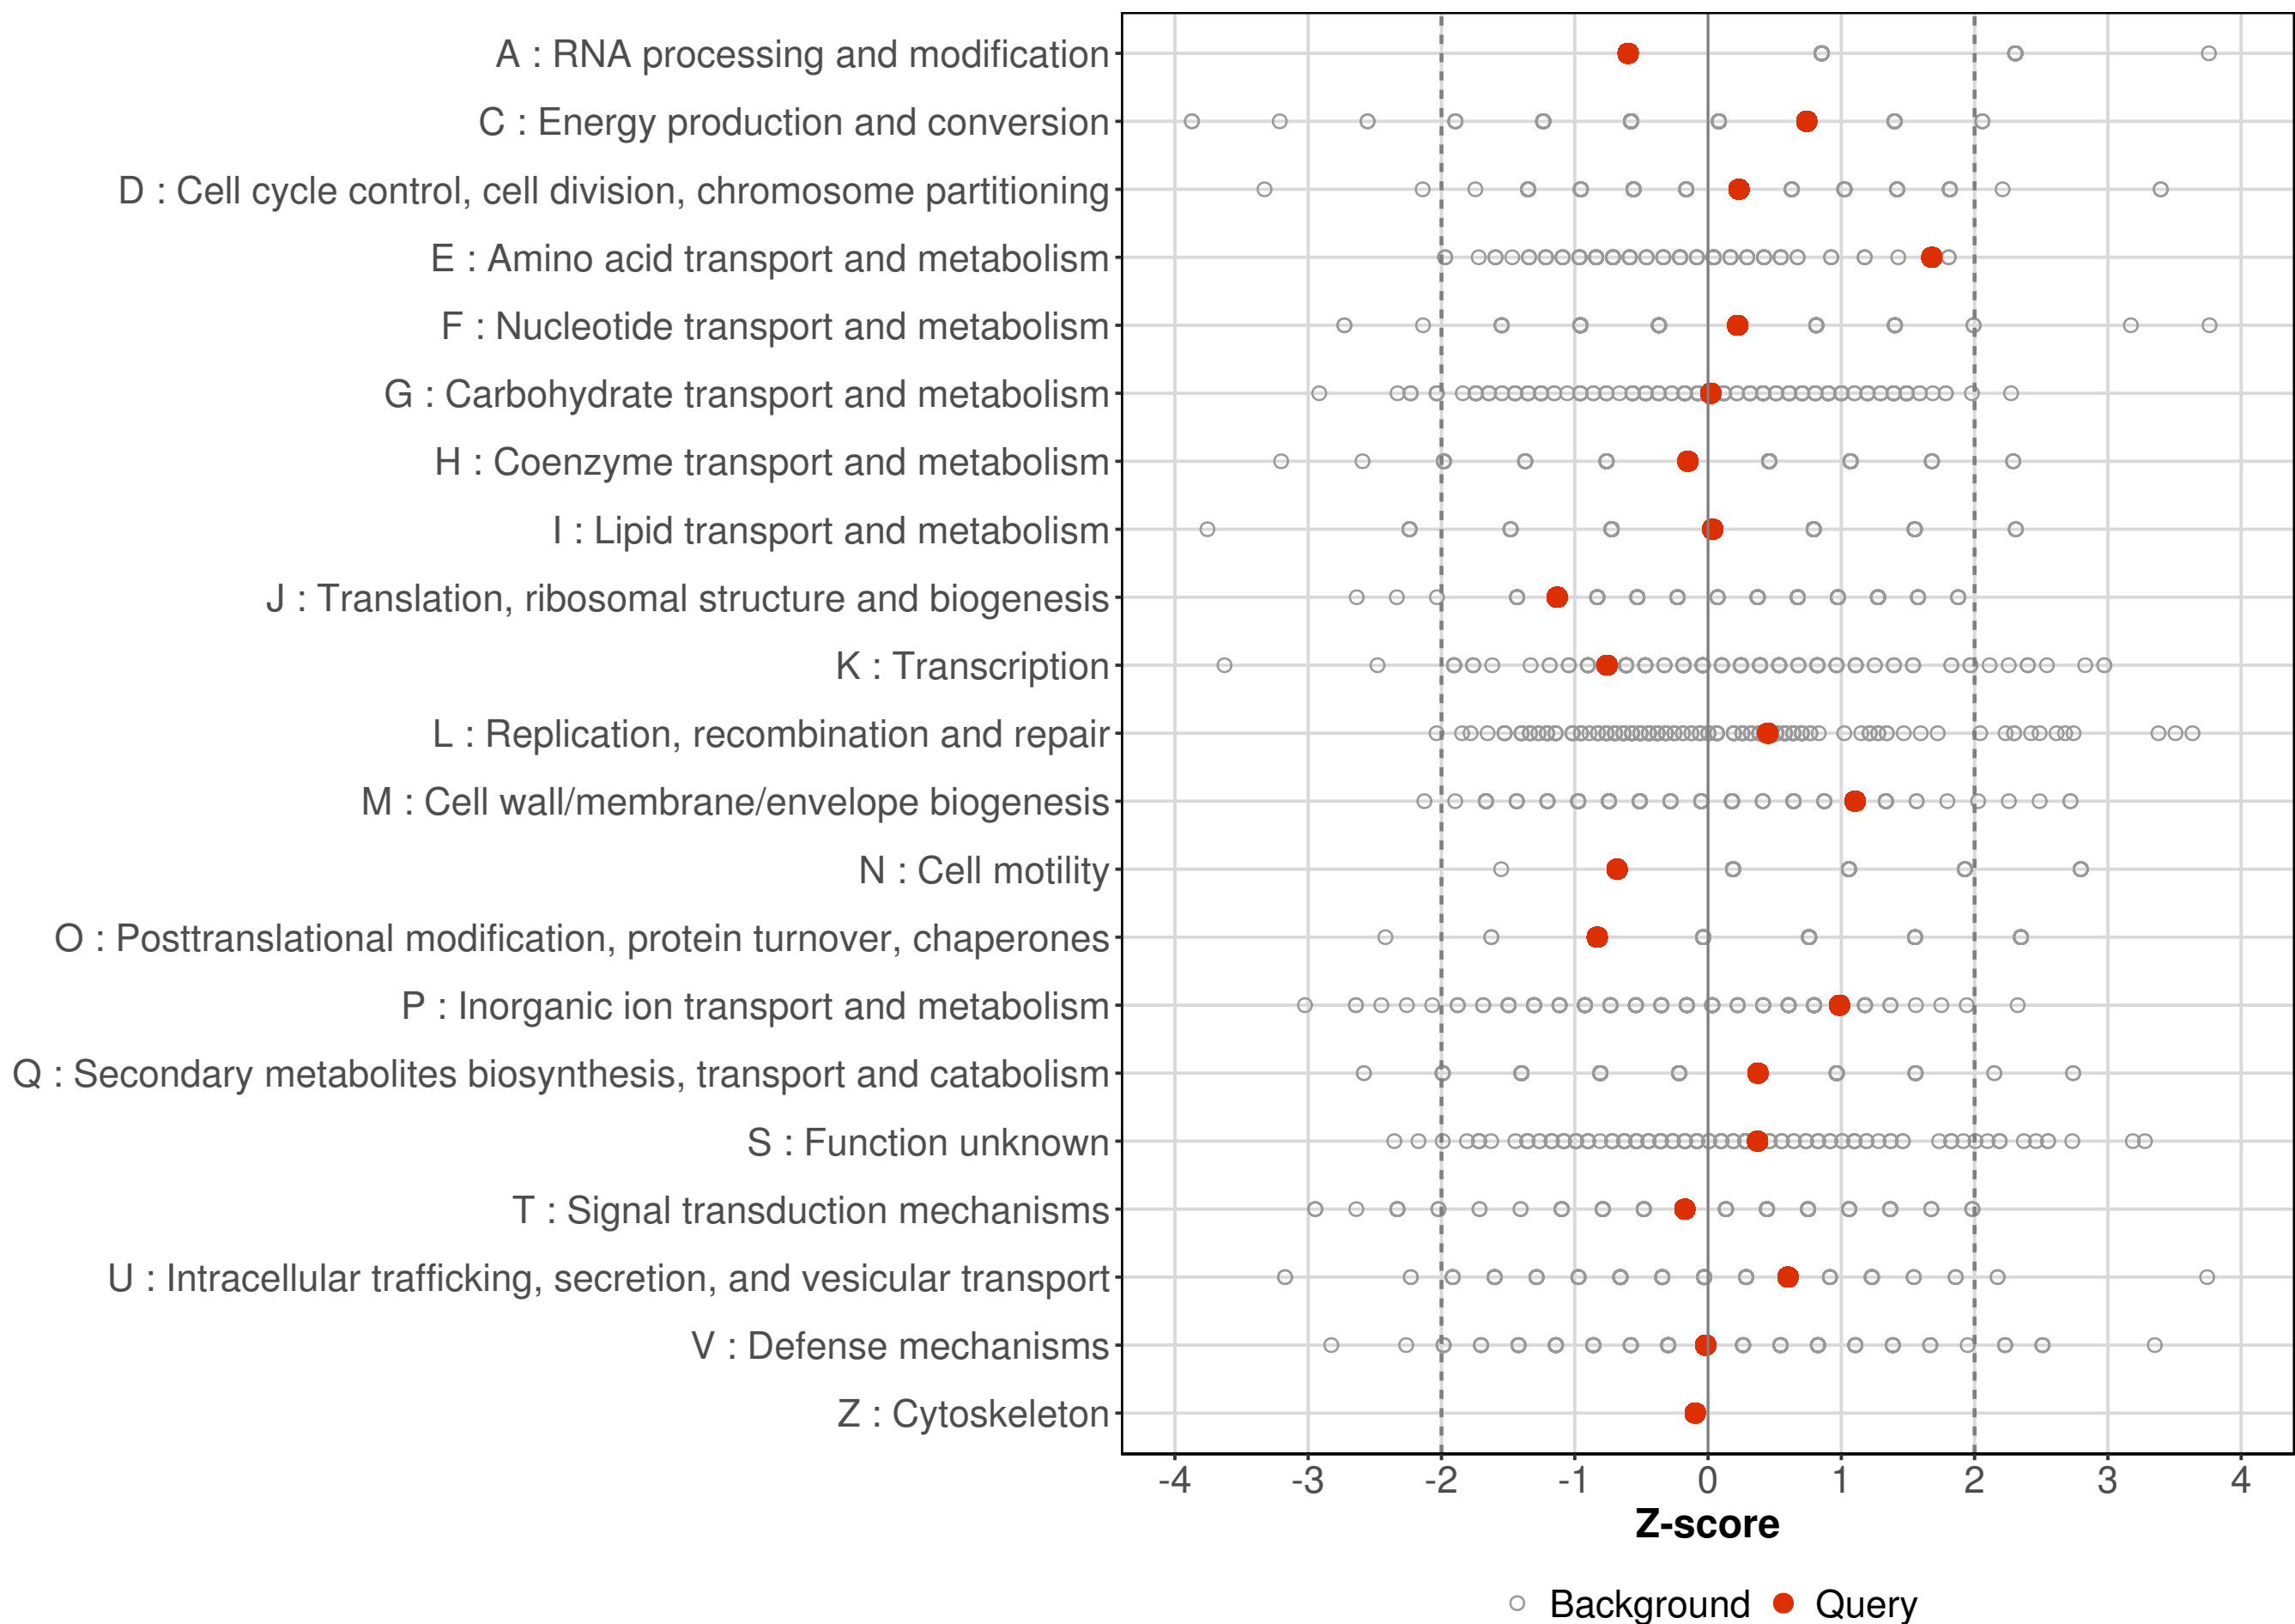 A : RNA processing and modification
C : Energy production and conversion
D : Cell cycle control, cell division, chromosome partitioning
E : Amino acid transport and metabolism
F : Nucleotide transport and metabolism
G : Carbohydrate transport and metabolism
H : Coenzyme transport and metabolism
I : Lipid transport and metabolism
J : Translation, ribosomal structure and biogenesis
K : Transcription
L : Replication, recombination and repair
M : Cell wall/membrane/envelope biogenesis
N : Cell motility
O : Posttranslational modification, protein turnover, chaperones
P : Inorganic ion transport and metabolism
Q : Secondary metabolites biosynthesis, transport and catabolism
S : Function unknown
T : Signal transduction mechanisms
U : Intracellular trafficking, secretion, and vesicular transport
V : Defense mechanisms
Z : Cytoskeleton
-4 -3 -2 -1 0 1 2 3 4
Z-score
Background Query